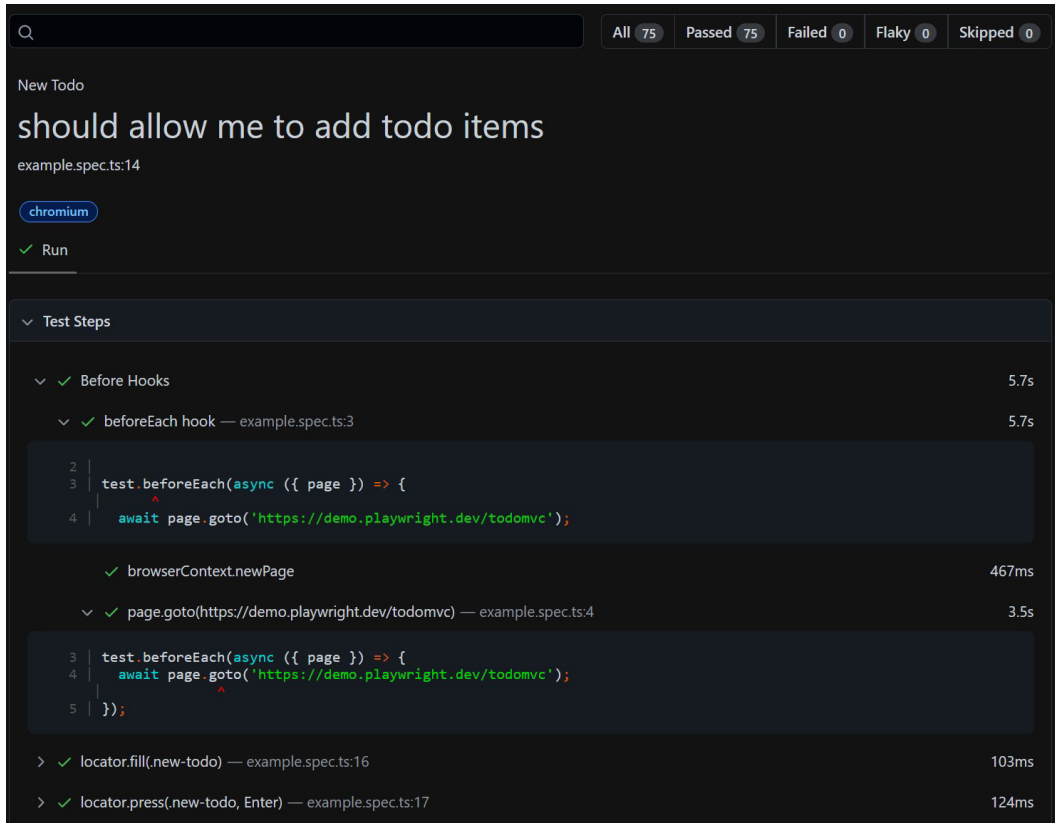 All 75 Passed 75 Failed 0 Flaky 0 Skipped 0
New Todo
should allow me to add todo items
example.spec.ts:14
chromium
Run
Test Steps
Before Hooks 5.7s
beforeEach hook — example.spec.ts:3 5.7s
2 |
3 | test.beforeEach(async ({ page }) => {
| ^
4 | await page.goto('https://demo.playwright.dev/todomvc');
browserContext.newPage 467ms
page.goto(https://demo.playwright.dev/todomvc) — example.spec.ts:4 3.5s
3 | test.beforeEach(async ({ page }) => {
4 | await page.goto('https://demo.playwright.dev/todomvc');
| ^
5 | });
locator.fill(.new-todo) — example.spec.ts:16 103ms
locator.press(.new-todo, Enter) — example.spec.ts:17 124ms